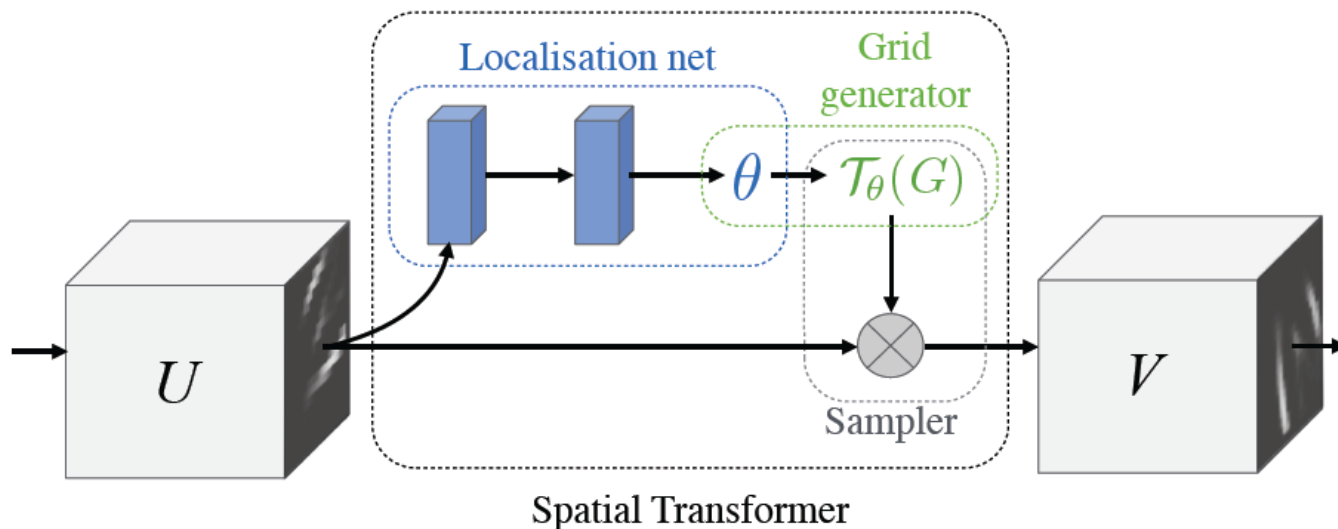 Localisation net
Grid
generator
θ
𝒯θ(G)
U
V
Sampler
Spatial Transformer